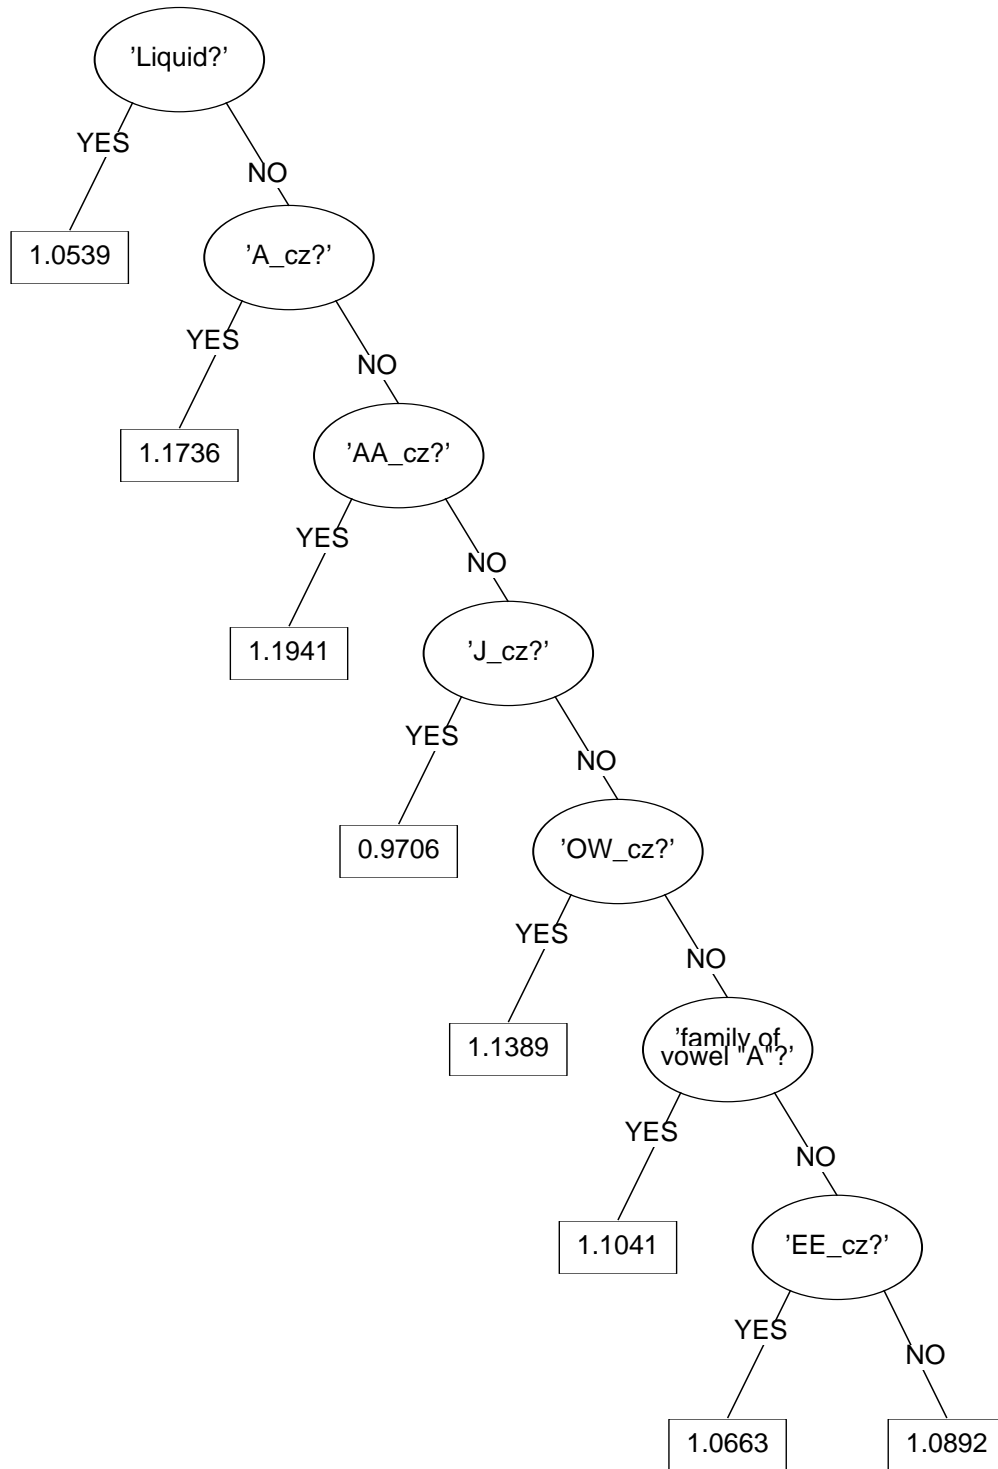 ’Liquid?’
YES
NO
1.0539
’A_cz?’
YES
NO
1.1736
’AA_cz?’
YES
NO
1.1941
’J_cz?’
YES
NO
0.9706
’OW_cz?’
YES
NO
1.1389
’family of
vowel "A"?’
YES
NO
1.1041
’EE_cz?’
YES
NO
1.0663
1.0892